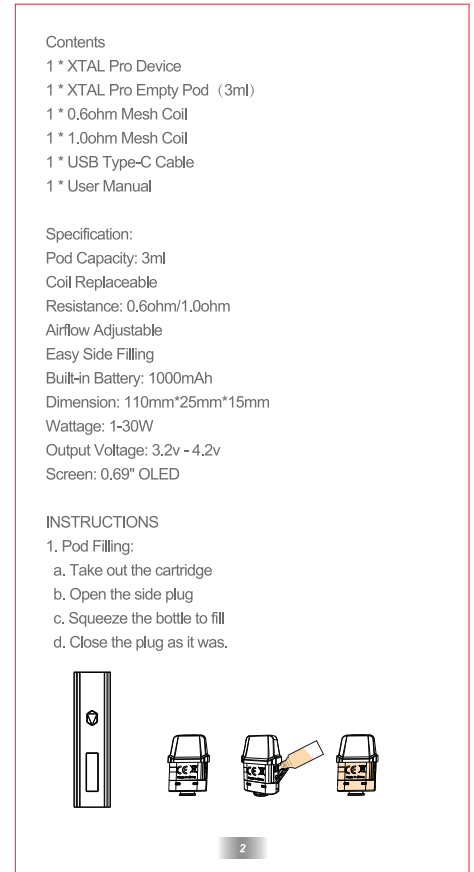 Contents
1 * XTAL Pro Device
1 * XTAL Pro Empty Pod（3ml）
1 * 0.6ohm Mesh Coil
1 * 1.0ohm Mesh Coil
1 * USB Type-C Cable
1 * User Manual
Specification:
Pod Capacity: 3ml
Coil Replaceable
Resistance: 0.6ohm/1.0ohm
Airflow Adjustable
Easy Side Filling
Built-in Battery: 1000mAh
Dimension: 110mm*25mm*15mm
Wattage: 1-30W
Output Voltage: 3.2v - 4.2v
Screen: 0.69" OLED
INSTRUCTIONS
1. Pod Filling:
a. Take out the cartridge
b. Open the side plug
c. Squeeze the bottle to fill
d. Close the plug as it was.
2